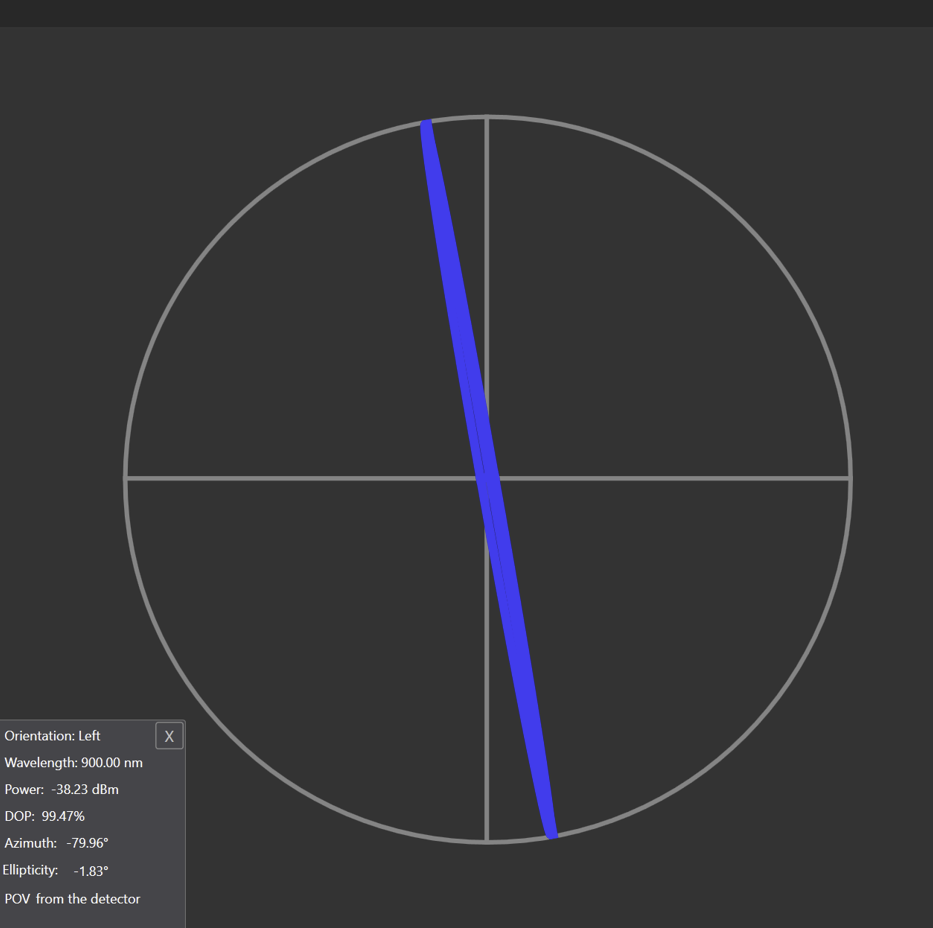 Orientation: Left
X
Wavelength: 900.00 nm
Power: -38.23 dBm
DOP: 99.47%
Azimuth: -79.96°
Ellipticity: -1.83°
POV from the detector